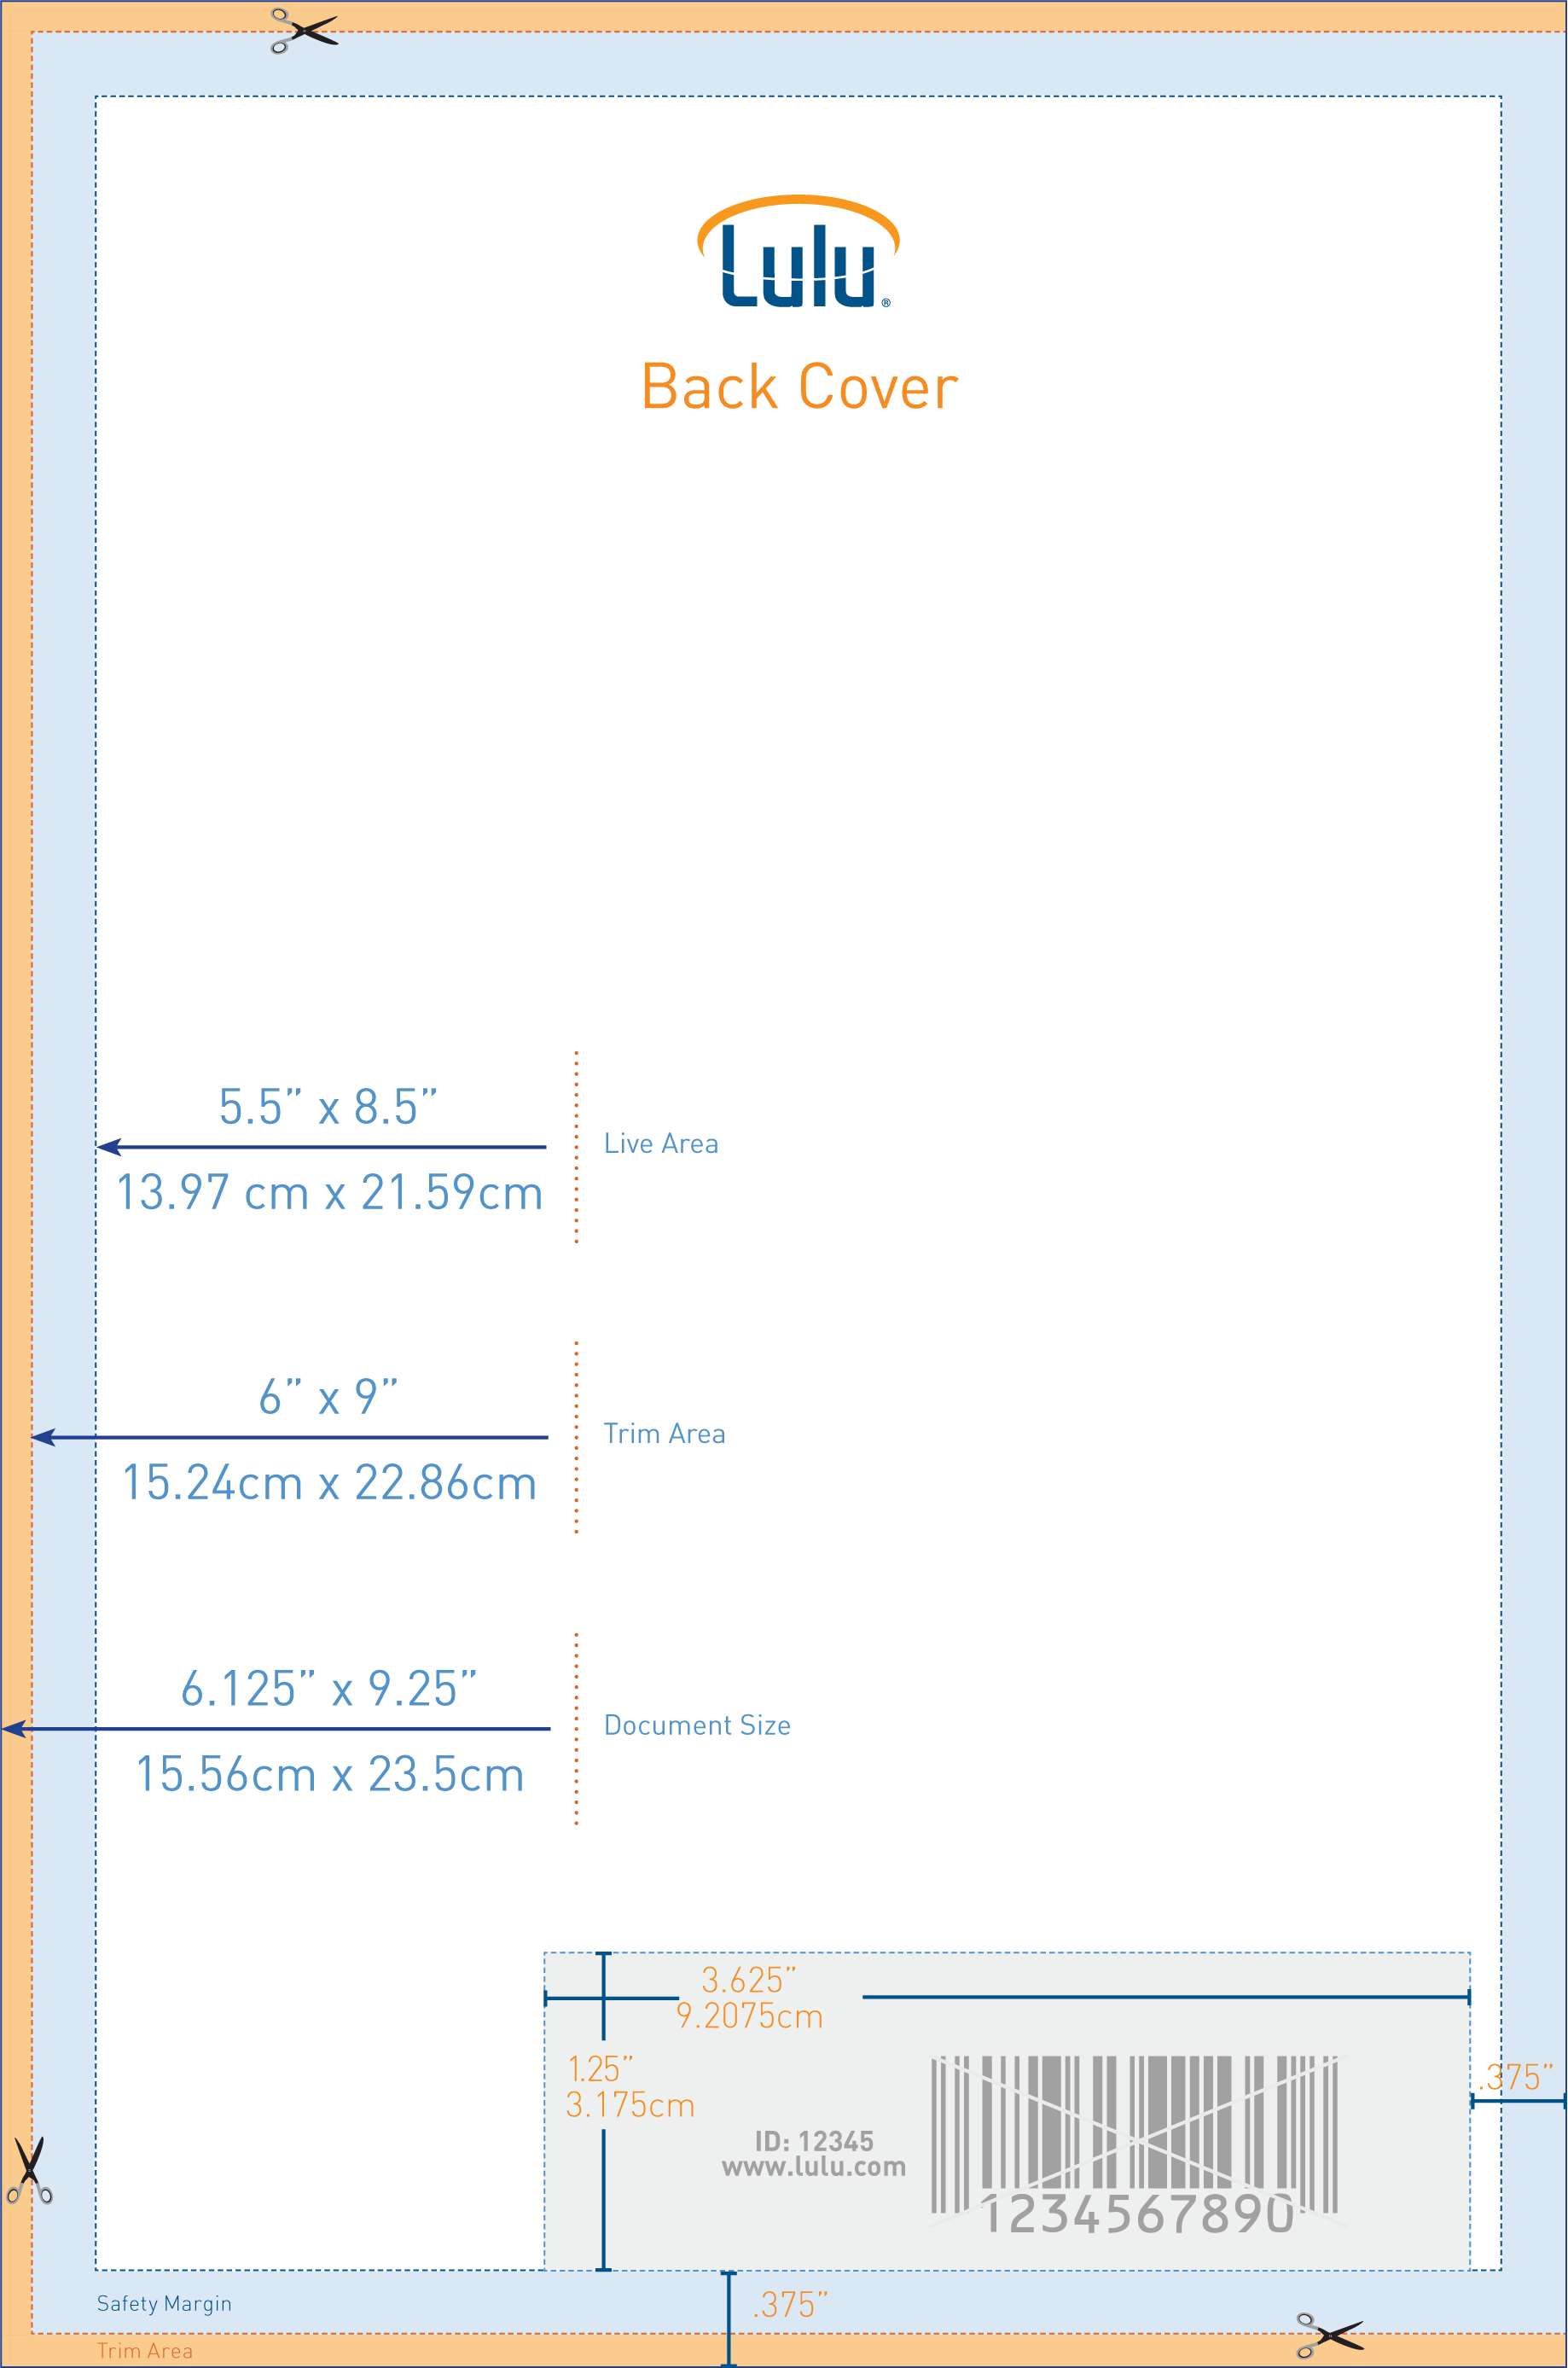 Lulu®
Back Cover
5.5” x 8.5”
13.97 cm x 21.59cm
Live Area
6” x 9”
15.24cm x 22.86cm
Trim Area
6.125” x 9.25”
15.56cm x 23.5cm
Document Size
3.625”
9.2075cm
1.25”
3.175cm
.375”
ID: 12345
www.lulu.com
1234567890
Safety Margin
.375”
Trim Area